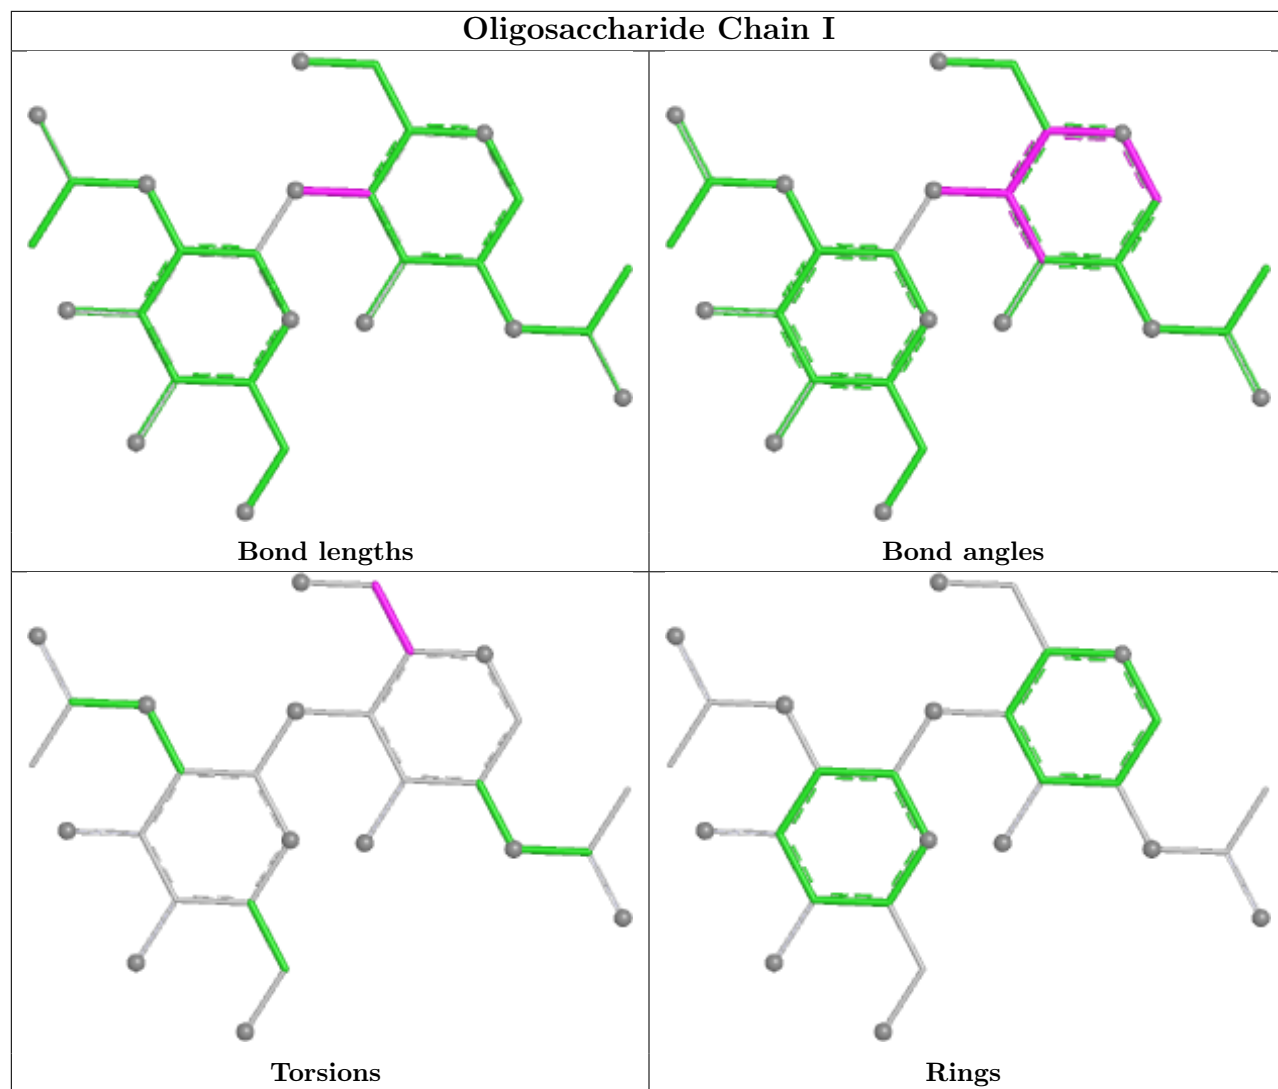 Oligosaccharide Chain I
Bond lengths
Bond angles
Torsions
Rings